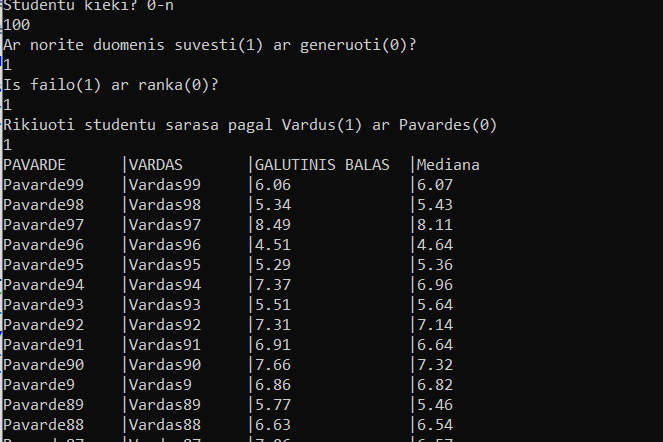 Studentu kieki? 0-n
100
Ar norite duomenis suvesti(1) ar generuoti(0)?
1
Is failo(1) ar ranka(0)?
1
Rikiuoti studentu sarasa pagal Vardus(1) ar Pavardes(0)
1
PAVARDE |VARDAS |GALUTINIS BALAS |Mediana
Pavarde99 |Vardas99 |6.06 |6.07
Pavarde98 |Vardas98 |5.34 |5.43
Pavarde97 |Vardas97 |8.49 |8.11
Pavarde96 |Vardas96 |4.51 |4.64
Pavarde95 |Vardas95 |5.29 |5.36
Pavarde94 |Vardas94 |7.37 |6.96
Pavarde93 |Vardas93 |5.51 |5.64
Pavarde92 |Vardas92 |7.31 |7.14
Pavarde91 |Vardas91 |6.91 |6.64
Pavarde90 |Vardas90 |7.66 |7.32
Pavarde9 |Vardas9 |6.86 |6.82
Pavarde89 |Vardas89 |5.77 |5.46
Pavarde88 |Vardas88 |6.63 |6.54